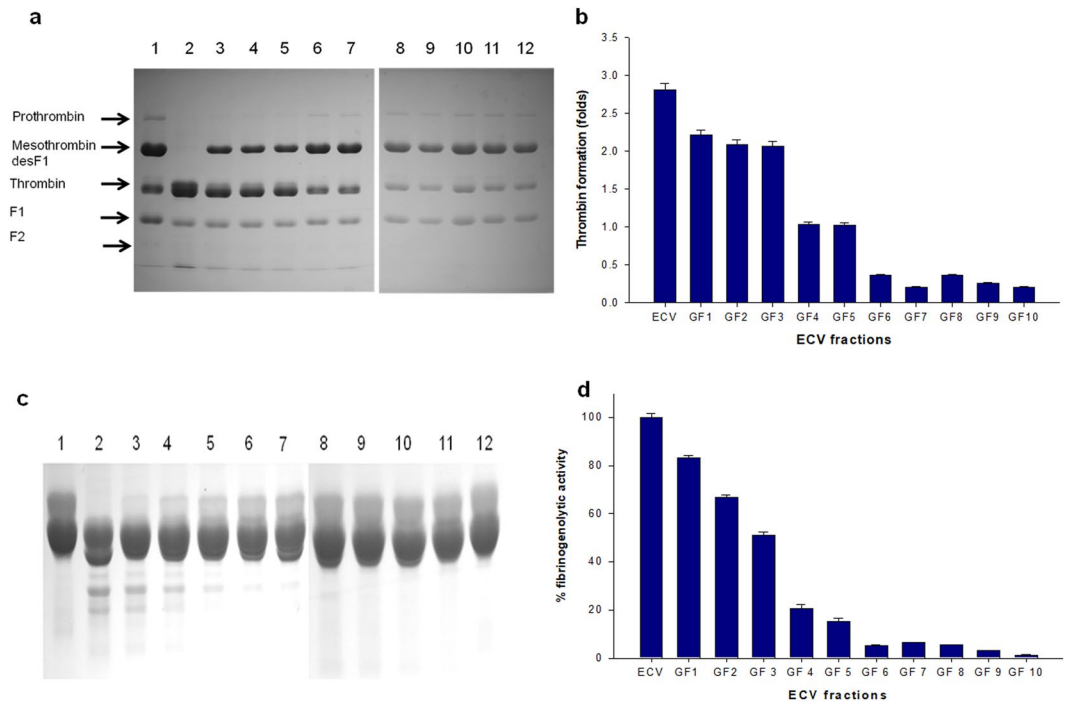 a
1 2 3 4 5 6 7 8 9 10 11 12
Prothrombin
Mesothrombin
desF1
Thrombin
F1
F2
b
3.5
3.0
2.5
2.0
1.5
1.0
0.5
0.0
Thrombin formation (folds)
ECV GF1 GF2 GF3 GF4 GF5 GF6 GF7 GF8 GF9 GF10
ECV fractions
c
1 2 3 4 5 6 7 8 9 10 11 12
d
100
80
60
40
20
0
% fibrinogenolytic activity
ECV GF1 GF2 GF 3 GF 4 GF 5 GF 6 GF 7 GF 8 GF 9 GF 10
ECV fractions